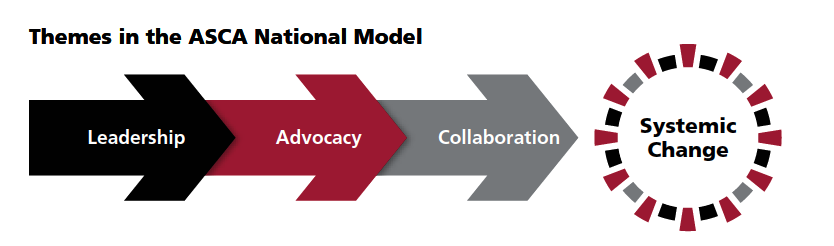 Themes in the ASCA National Model
Leadership
Advocacy
Collaboration
Systemic
Change